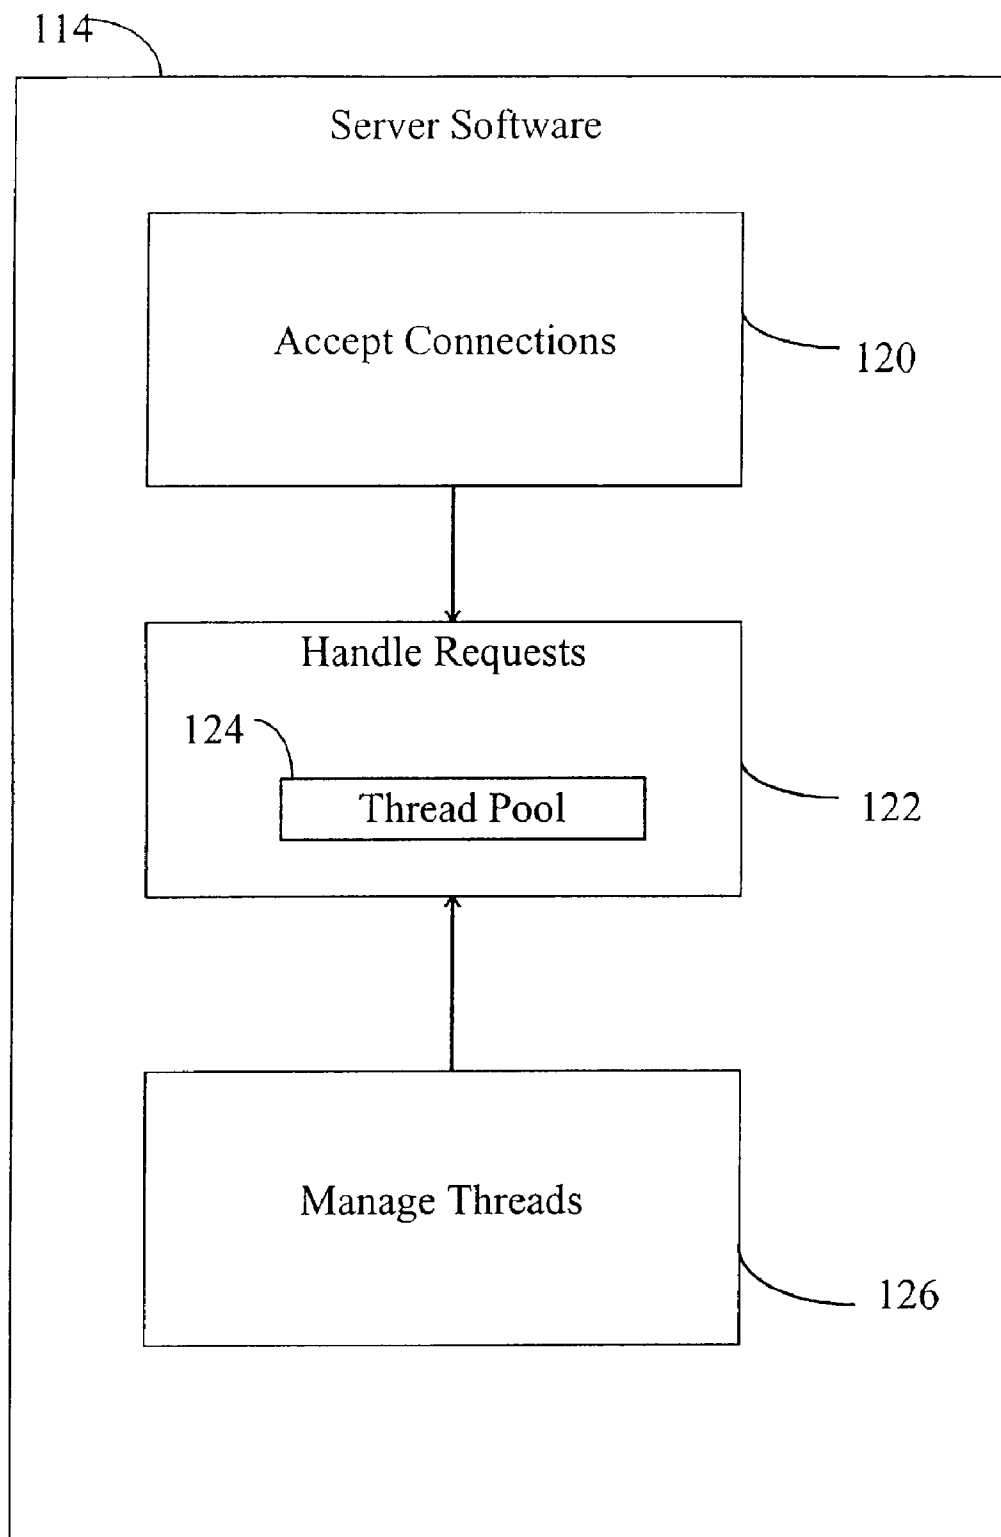 114
Server Software
Accept Connections
120
Handle Requests
124
Thread Pool
122
Manage Threads
126